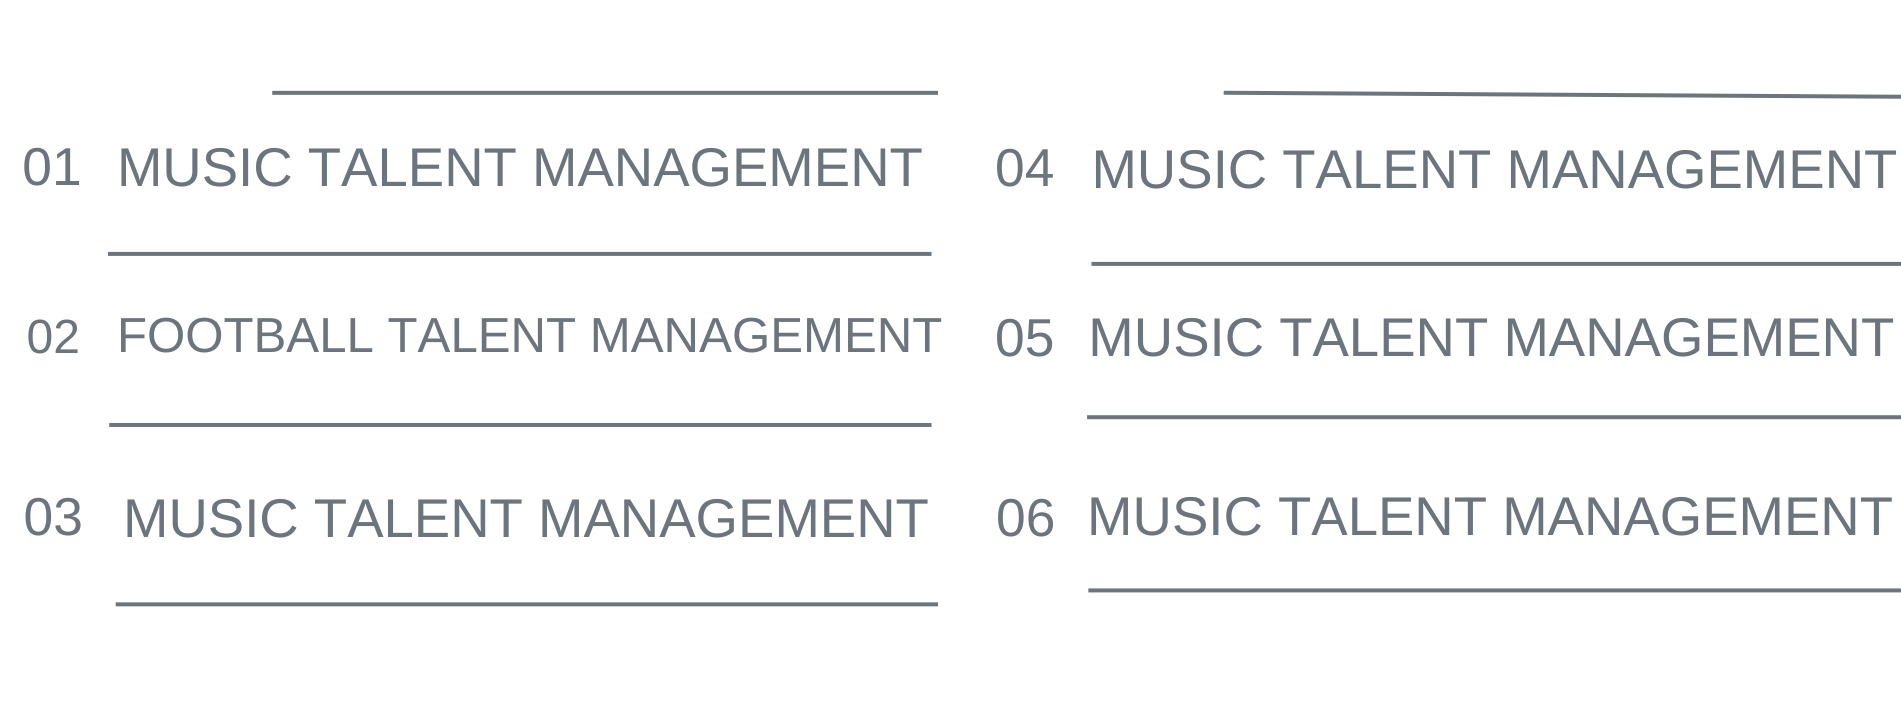 01 MUSIC TALENT MANAGEMENT
02 FOOTBALL TALENT MANAGEMENT
03 MUSIC TALENT MANAGEMENT
04 MUSIC TALENT MANAGEMENT
05 MUSIC TALENT MANAGEMENT
06 MUSIC TALENT MANAGEMENT